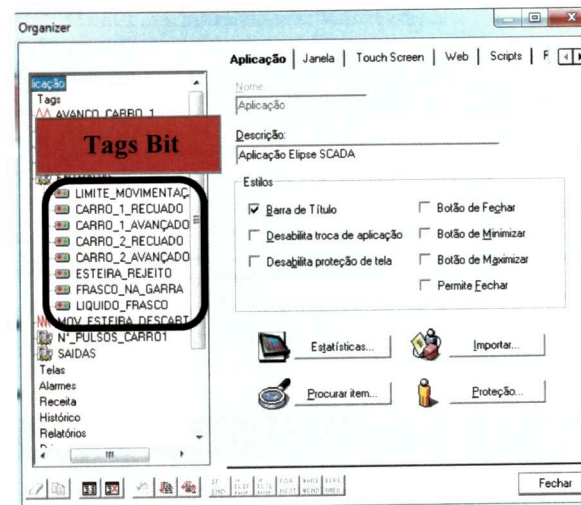 Organizer
Aplicação Janela Touch Screen Web Scripts F
icação
Tags
AVANÇO_CARRO_1
Tags Bit
LIMITE_MOVIMENTAÇ
CARRO_1_RECUADO
CARRO_1_AVANÇADO
CARRO_2_RECUADO
CARRO_2_AVANÇADO
ESTEIRA_REJEITO
FRASCO_NA_GARRA
LIQUIDO_FRASCO
MOV_ESTEIRA_DESCART
N°_PULSOS_CARRO1
SAIDAS
Telas
Alarmes
Receita
Histórico
Relatórios
Nome
Aplicação
Descrição:
Aplicação Elipse SCADA
Estilos
Barra de Título
Desabilita troca de aplicação
Desabilita proteção de tela
Botão de Fechar
Botão de Minimizar
Botão de Maximizar
Permite Fechar
Estatísticas...
Importar...
Procurar item...
Proteção...
Fechar